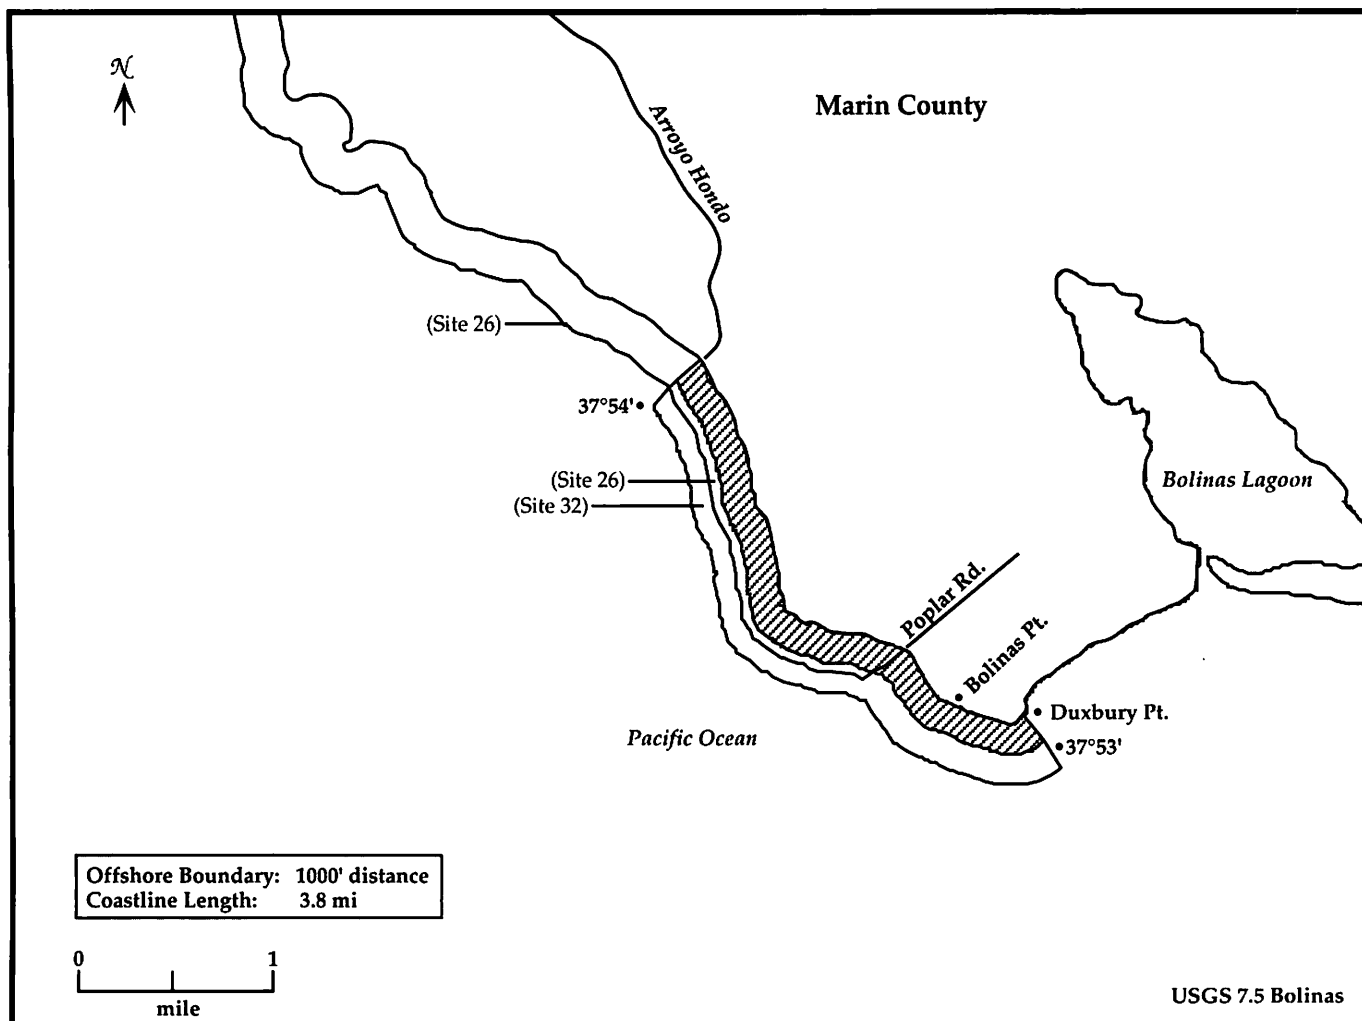 N
Marin County
Arroyo Hondo
(Site 26)
37°54'
(Site 26)
(Site 32)
Bolinas Lagoon
Poplar Rd.
Bolinas Pt.
Duxbury Pt.
37°53'
Pacific Ocean
Offshore Boundary: 1000' distance
Coastline Length: 3.8 mi
0 1
mile
USGS 7.5 Bolinas